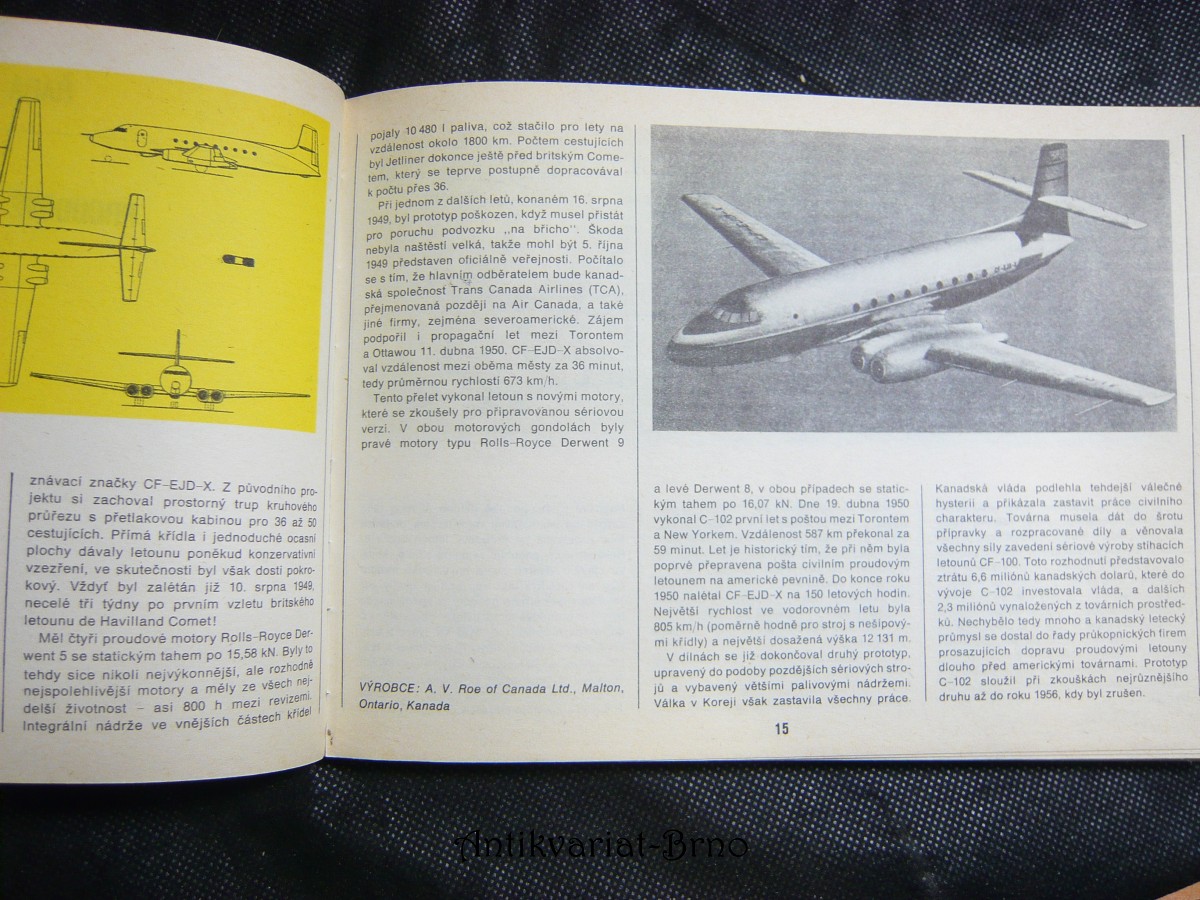 znávací značky CF–EJD–X. Z původního pro-
jektu si zachoval prostorný trup kruhového
průřezu s přetlakovou kabinou pro 36 až 50
cestujících. Přímá křídla i jednoduché ocasní
plochy dávaly letounu poněkud konzervativní
vzezření, ve skutečnosti byl však dosti pokro-
kový. Vždyť byl zalétán již 10. srpna 1949,
necelé tři týdny po prvním vzletu britského
letounu de Havilland Comet!
Měl čtyři proudové motory Rolls–Royce Der-
went 5 se statickým tahem po 15,58 kN. Byly to
tehdy sice nikoli nejvýkonnější, ale rozhodně
nejspolehlivější motory a měly ze všech nej-
delší životnost – asi 800 h mezi revizemi.
Integrální nádrže ve vnějších částech křídel
pojaly 10 480 l paliva, což stačilo pro lety na
vzdálenost okolo 1800 km. Počtem cestujících
byl Jetliner dokonce ještě před britským Come-
tem, který se teprve postupně dopracovával
k počtu přes 36.
Při jednom z dalších letů, konaném 16. srpna
1949, byl prototyp poškozen, když musel přistát
pro poruchu podvozku „na břicho". Škoda
nebyla naštěstí velká, takže mohl být 5. října
1949 představen oficiálně veřejnosti. Počítalo
se s tím, že hlavním odběratelem bude kanad-
ská společnost Trans Canada Airlines (TCA),
přejmenovaná později na Air Canada, a také
jiné firmy, zejména severoamerické. Zájem
podpořil i propagační let mezi Torontem
a Ottawou 11. dubna 1950. CF–EJD–X absolvo-
val vzdálenost mezi oběma městy za 36 minut,
tedy průměrnou rychlostí 673 km/h.
Tento přelet vykonal letoun s novými motory,
které se zkoušely pro připravovanou sériovou
verzi. V obou motorových gondolách byly
pravé motory typu Rolls–Royce Derwent 9
VÝROBCE: A. V. Roe of Canada Ltd., Malton,
Ontario, Kanada
a levé Derwent 8, v obou případech se static-
kým tahem po 16,07 kN. Dne 19. dubna 1950
vykonal C–102 první let s poštou mezi Torontem
a New Yorkem. Vzdálenost 587 km překonal za
59 minut. Let je historický tím, že při něm byla
poprvé přepravena pošta civilním proudovým
letounem na americké pevnině. Do konce roku
1950 nalétal CF–EJD–X na 150 letových hodin.
Největší rychlost ve vodorovném letu byla
805 km/h (poměrně hodně pro stroj s nešípový-
mi křídly) a největší dosažená výška 12 131 m.
V dílnách se již dokončoval druhý prototyp,
upravený do podoby pozdějších sériových stro-
jů a vybavený většími palivovými nádržemi.
Válka v Koreji však zastavila všechny práce.
Kanadská vláda podlehla tehdejší válečné
hysterii a přikázala zastavit práce civilního
charakteru. Továrna musela dát do šrotu
přípravky a rozpracované díly a věnovala
všechny síly zavedení sériové výroby stíhacích
letounů CF–100. Toto rozhodnutí představovalo
ztrátu 6,6 miliónů kanadských dolarů, které do
vývoje C–102 investovala vláda, a dalších
2,3 miliónů vynaložených z továrních prostřed-
ků. Nechybělo tedy mnoho a kanadský letecký
průmysl se dostal do řady průkopnických firem
prosazujících dopravu proudovými letouny
dlouho před americkými továrnami. Prototyp
C–102 sloužil při zkouškách nejrůznějšího
druhu až do roku 1956, kdy byl zrušen.
15
Antikvariat-Brno